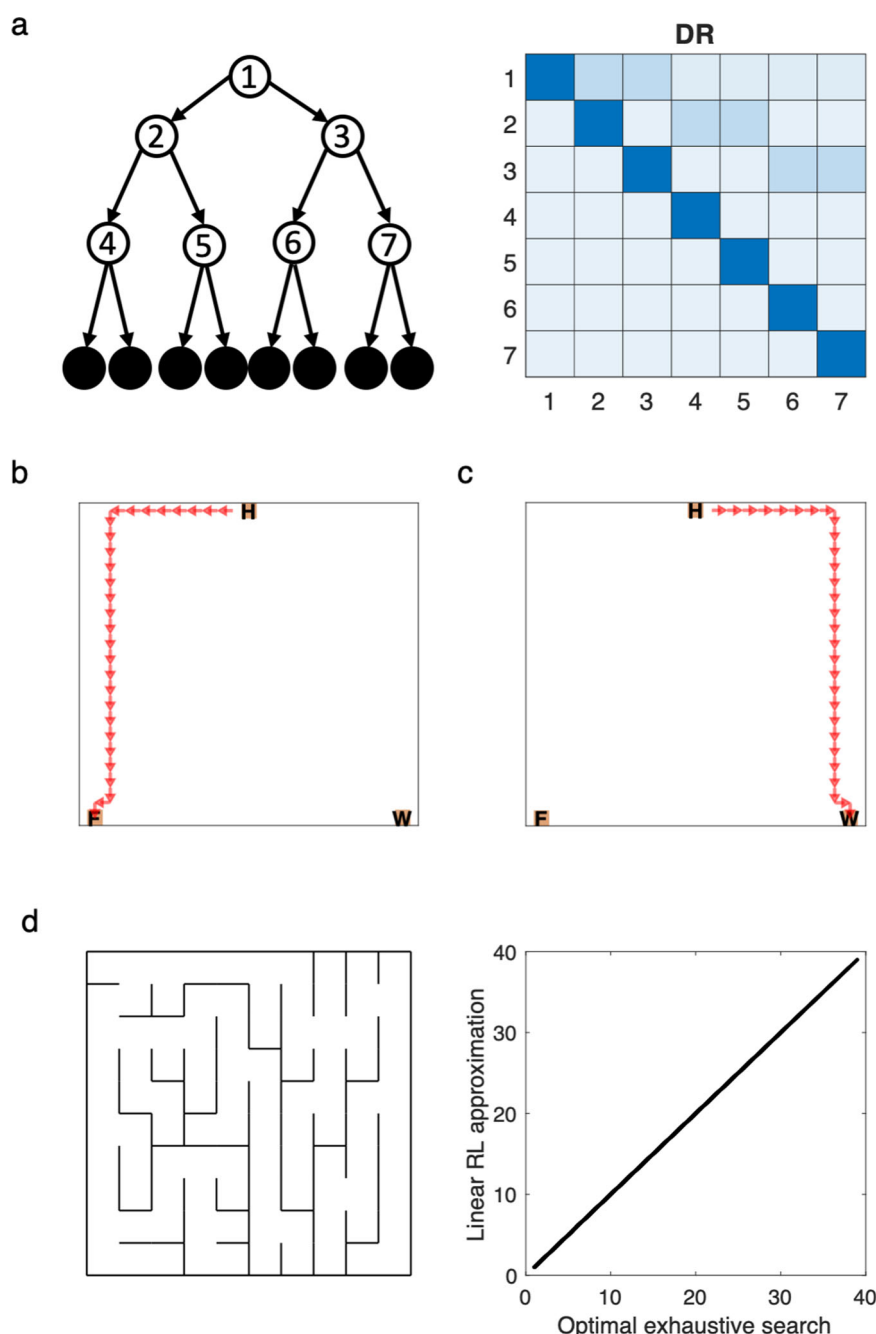 a
DR
1
2 3
4 5 6 7
1
2
3
4
5
6
7
1 2 3 4 5 6 7
b
c
H
F W
H
F W
d
40
30
20
10
0
Linear RL approximation
0 10 20 30 40
Optimal exhaustive search